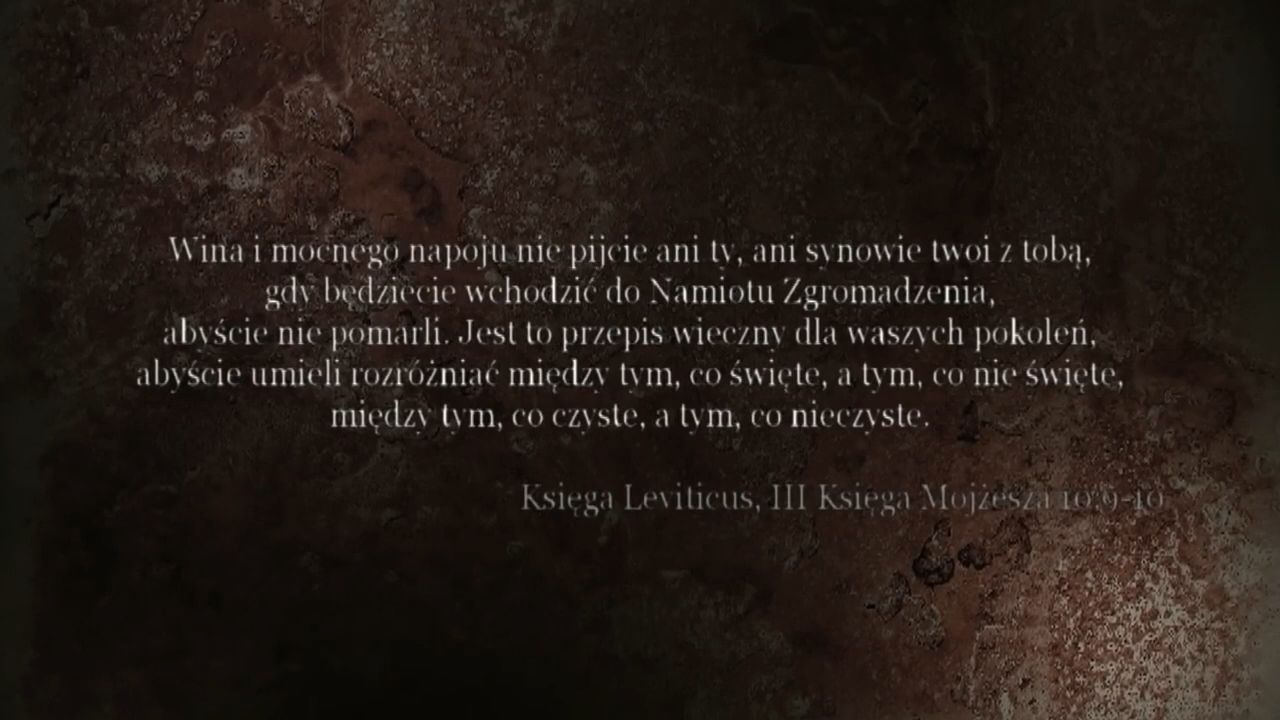 Wina i mocnego napoju nie pijcie ani ty, ani synowie twoi z tobą,
gdy będziecie wchodzić do Namiotu Zgromadzenia,
abyście nie pomarli. Jest to przepis wieczny dla waszych pokoleń,
abyście umieli rozróżniać między tym, co święte, a tym, co nie święte,
między tym, co czyste, a tym, co nieczyste.
Księga Leviticus, III Księga Mojżesza 10:9-10